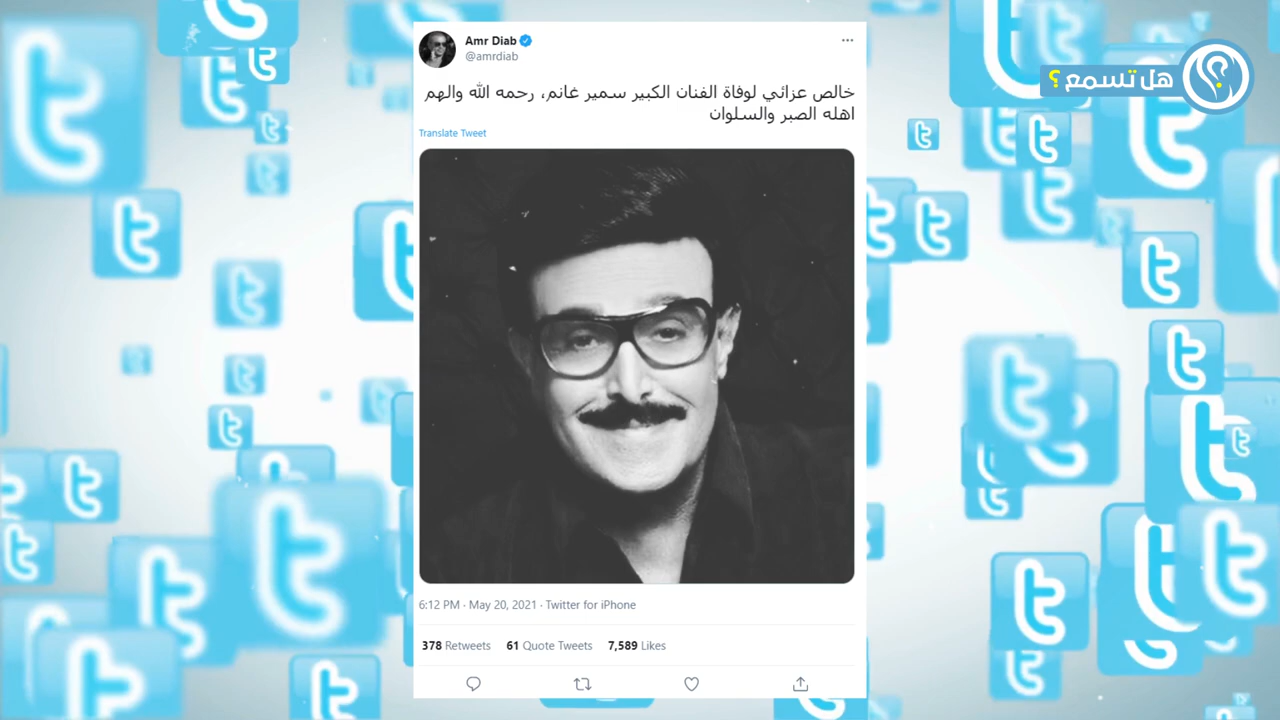 Amr Diab
@amrdiab
هل تسمع؟
خالص عزائي لوفاة الفنان الكبير سمير غانم، رحمه الله والهم
اهله الصبر والسلوان
Translate Tweet
6:12 PM · May 20, 2021 · Twitter for iPhone
378 Retweets 61 Quote Tweets 7,589 Likes